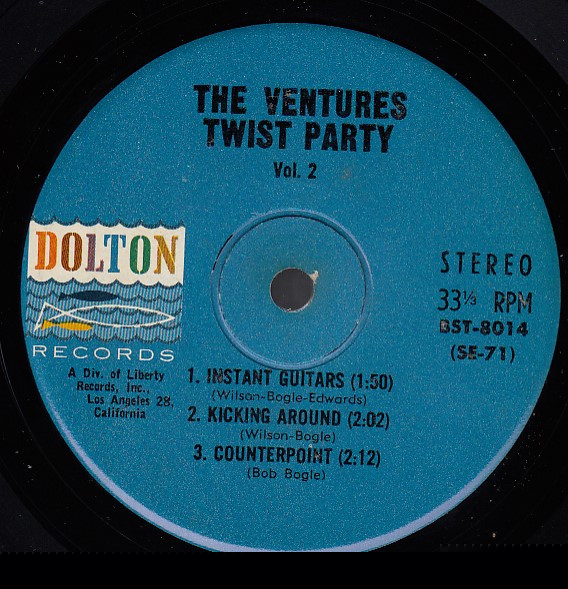 THE VENTURES
TWIST PARTY
Vol. 2
DOLTON
RECORDS
A Div. of Liberty
Records, Inc.,
Los Angeles 28,
California
STEREO
33⅓ RPM
BST-8014
(SE-71)
1. INSTANT GUITARS (1:50)
(Wilson-Bogle-Edwards)
2. KICKING AROUND (2:02)
(Wilson-Bogle)
3. COUNTERPOINT (2:12)
(Bob Bogle)